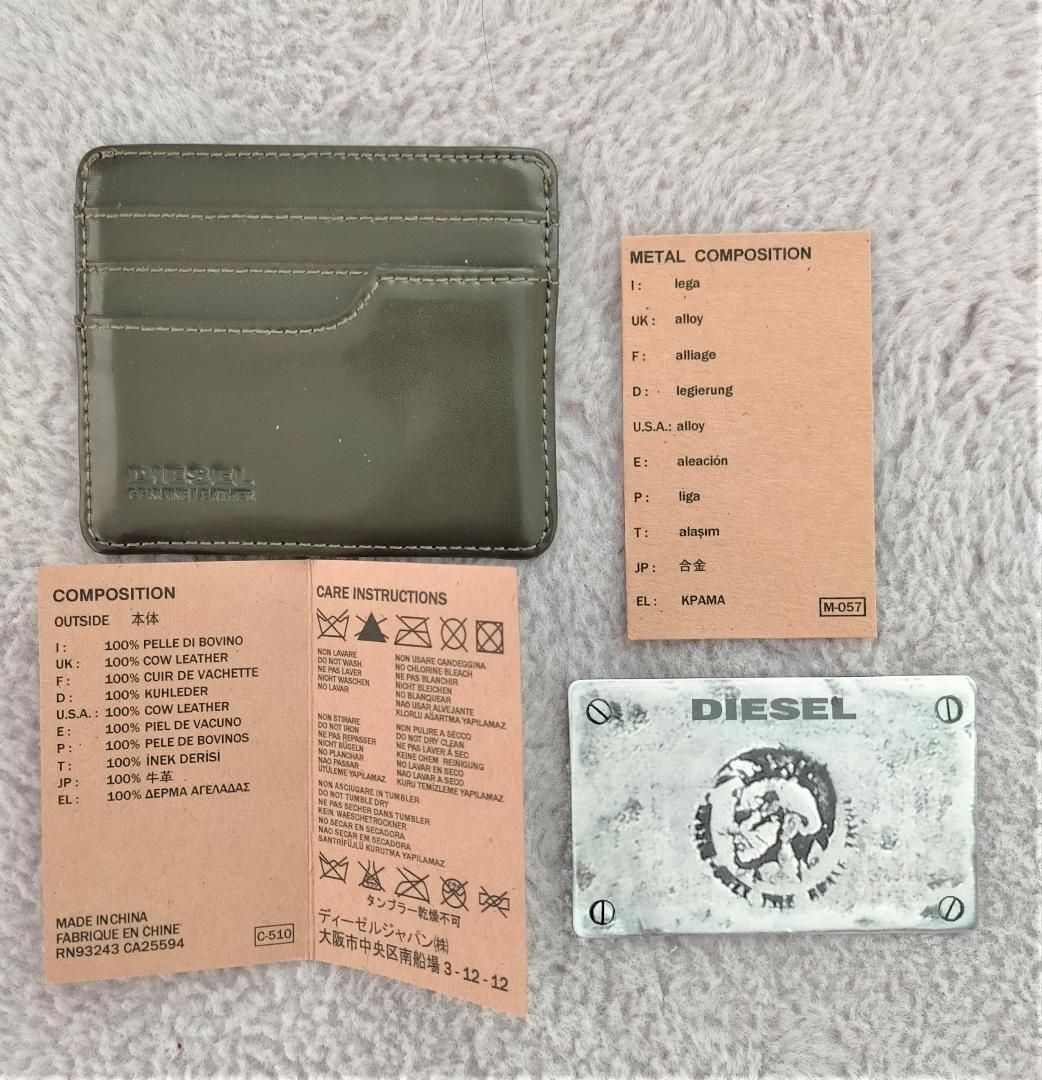 DIESEL
GENUINE LEATHER
METAL COMPOSITION
I : lega
UK : alloy
F : alliage
D : legierung
U.S.A.: alloy
E : aleación
P : liga
T : alaşım
JP : 合金
EL : ΚΡΑΜΑ
M-057
COMPOSITION
OUTSIDE 本体
I : 100% PELLE DI BOVINO
UK : 100% COW LEATHER
F : 100% CUIR DE VACHETTE
D : 100% KUHLEDER
U.S.A. : 100% COW LEATHER
E : 100% PIEL DE VACUNO
P : 100% PELE DE BOVINOS
T : 100% İNEK DERİSİ
JP : 100% 牛革
EL : 100% ΔΕΡΜΑ ΑΓΕΛΑΔΑΣ
MADE IN CHINA
FABRIQUE EN CHINE
RN93243 CA25594
C-510
CARE INSTRUCTIONS
NON LAVARE
DO NOT WASH
NE PAS LAVER
NICHT WASCHEN
NO LAVAR
NON USARE CANDEGGINA
NO CHLORINE BLEACH
NE PAS BLANCHIR
NICHT BLEICHEN
NO BLANQUEAR
NAO USAR ALVEJANTE
KLORLU AĞARTMA YAPILAMAZ
NON STIRARE
DO NOT IRON
NE PAS REPASSER
NICHT BÜGELN
NO PLANCHAR
NAO PASSAR
ÜTÜLEME YAPILAMAZ
NON PULIRE A SECCO
DO NOT DRY CLEAN
NE PAS LAVER À SEC
KEINE CHEM REINIGUNG
NO LAVAR EN SECO
NAO LAVAR A SECO
KURU TEMİZLEME YAPILAMAZ
NON ASCIUGARE IN TUMBLER
DO NOT TUMBLE DRY
NE PAS SECHER DANS TUMBLER
KEIN WAESCHETROCKNER
NO SECAR EN SECADORA
NÃO SECAR EM SECADORA
SANTRİFÜJLÜ KURUTMA YAPILAMAZ
タンブラー乾燥不可
ディーゼルジャパン㈱
大阪市中央区南船場 3 - 12 - 12
DIESEL